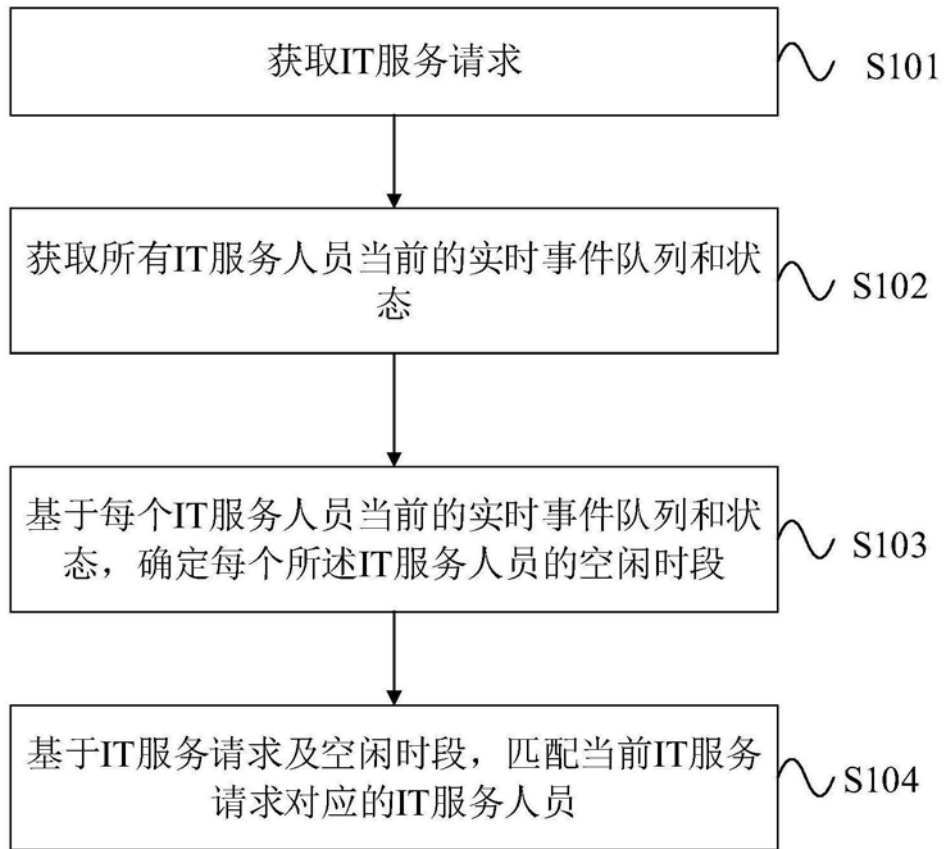 获取IT服务请求
S101
获取所有IT服务人员当前的实时事件队列和状
态
S102
基于每个IT服务人员当前的实时事件队列和状
态，确定每个所述IT服务人员的空闲时段
S103
基于IT服务请求及空闲时段，匹配当前IT服务
请求对应的IT服务人员
S104